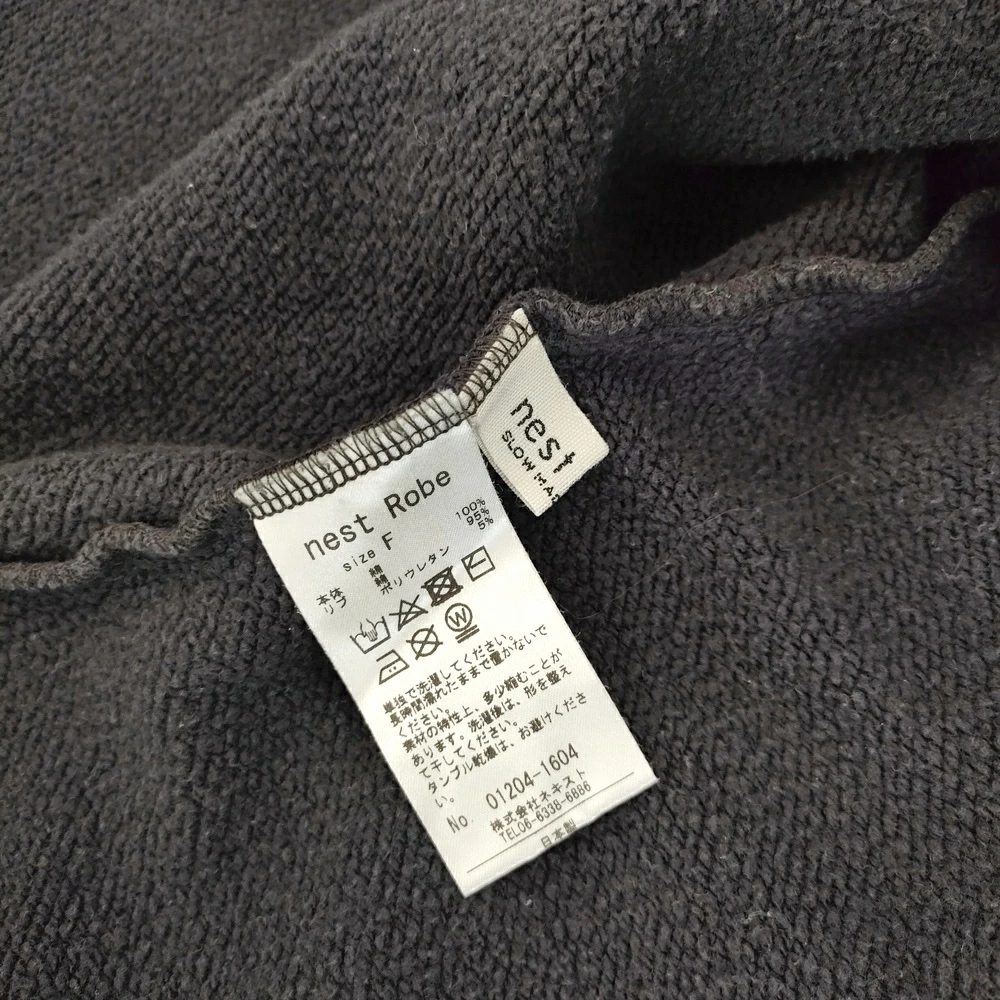 nest
SLOW MA
nest Robe
size F
本体 綿 100%
リブ 綿 95%
ポリウレタン 5%
W
単独で洗濯してください。
長時間濡れたままで置かないで
ください。
素材の特性上、多少縮むことが
あります。洗濯後は、形を整え
て干してください。
タンブル乾燥は、お避けくださ
い。
No. 01204-1604
株式会社ネキスト
TEL06-6336-6886
日本製